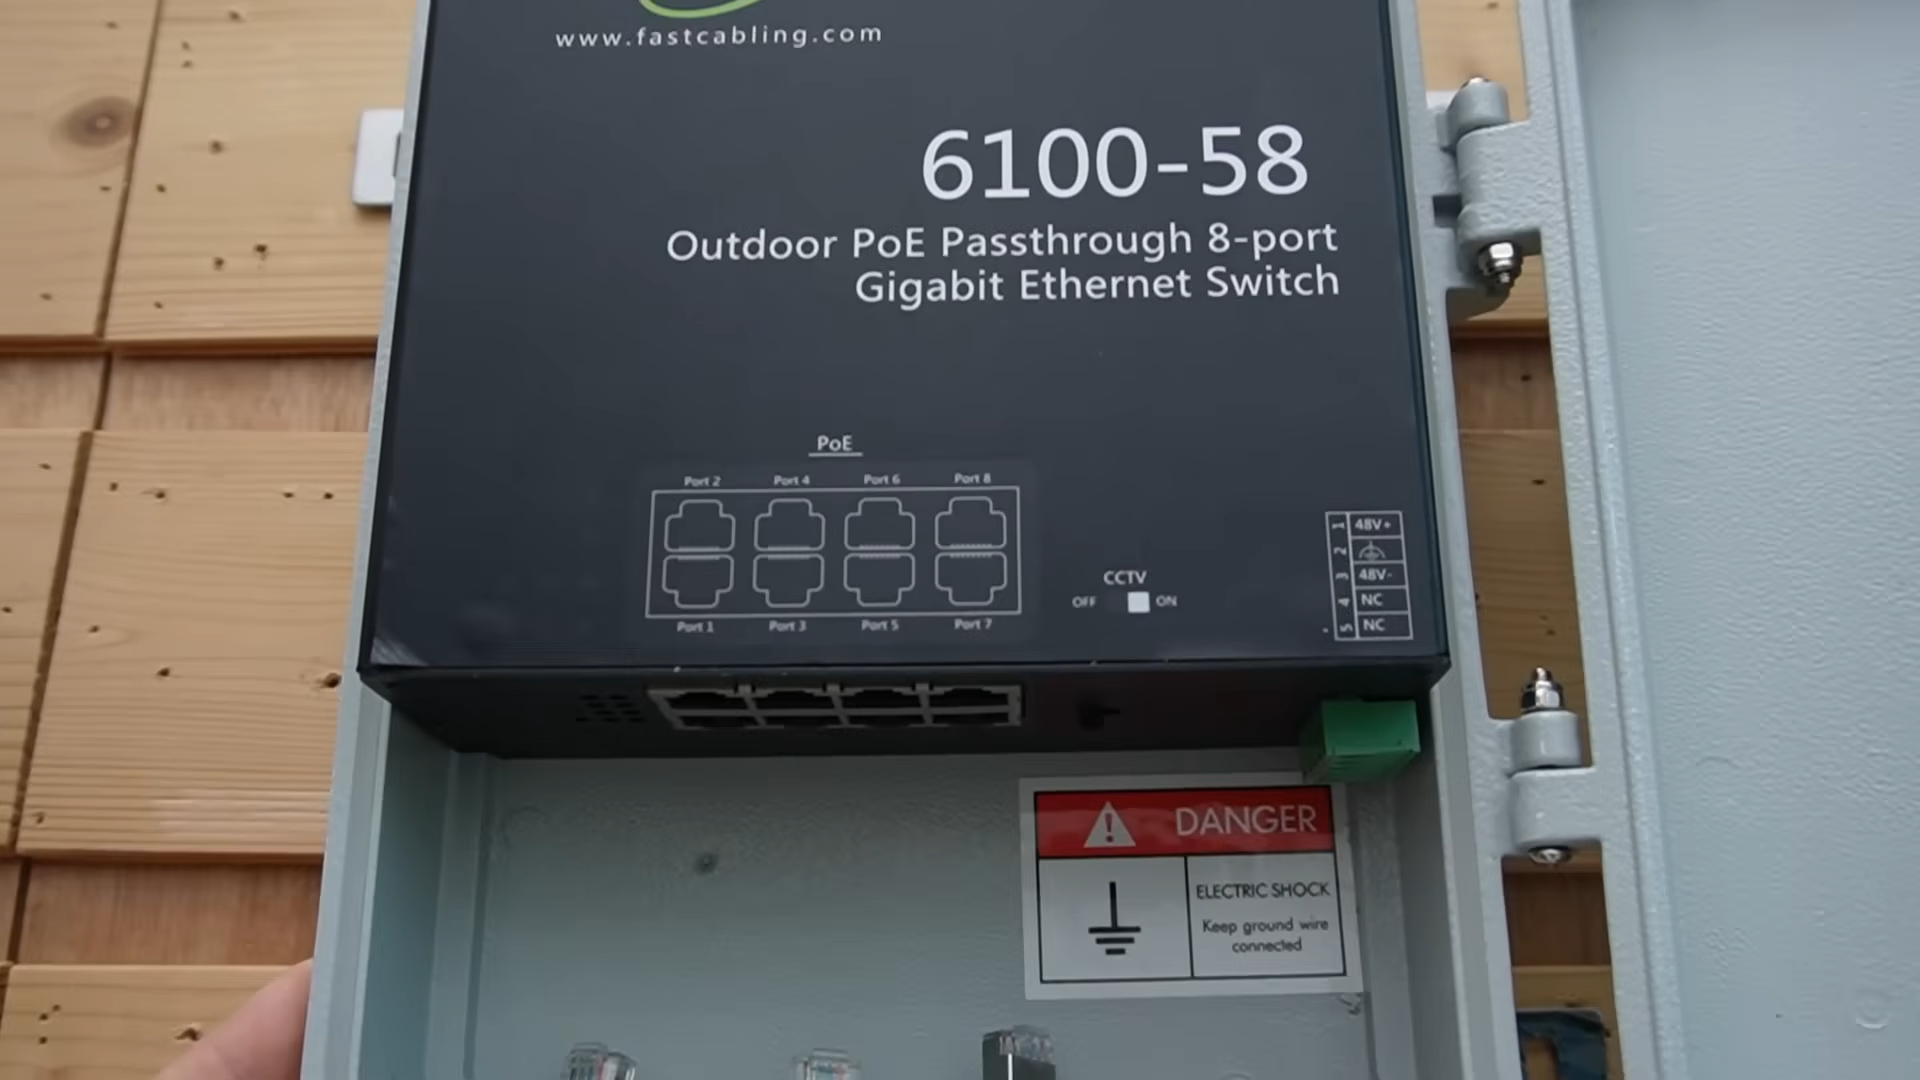 www.fastcabling.com
6100-58
Outdoor PoE Passthrough 8-port
Gigabit Ethernet Switch
PoE
Port 2 Port 4 Port 6 Port 8
Port 1 Port 3 Port 5 Port 7
CCTV
OFF ON
1 48V+
2
3 48V-
4 NC
5 NC
DANGER
ELECTRIC SHOCK
Keep ground wire
connected